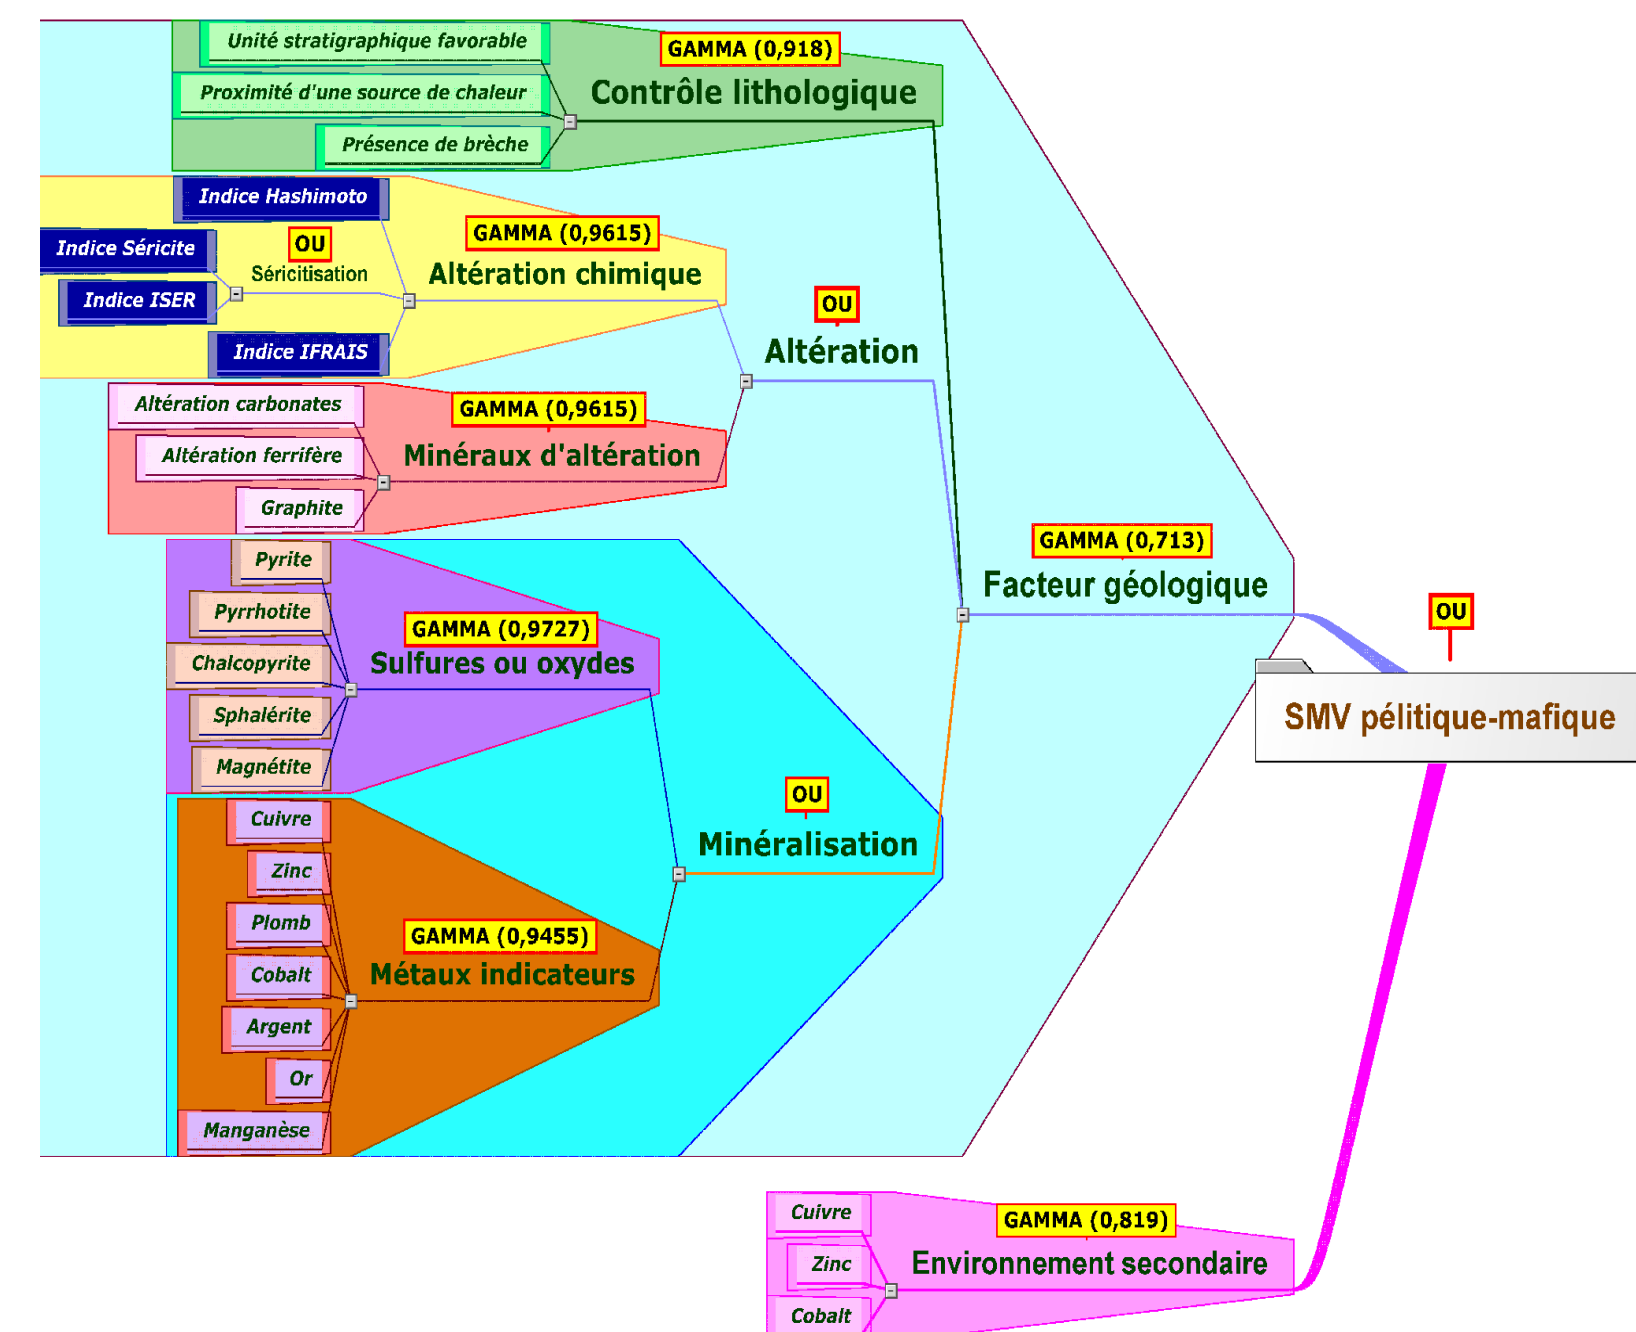 Unité stratigraphique favorable
GAMMA (0,918)
Proximité d'une source de chaleur
Contrôle lithologique
Présence de brèche
Indice Hashimoto
GAMMA (0,9615)
Indice Séricite
OU
Séricitisation
Altération chimique
Indice ISER
Indice IFRAIS
OU
Altération
Altération carbonates
GAMMA (0,9615)
Altération ferrifère
Minéraux d'altération
Graphite
GAMMA (0,713)
Facteur géologique
Pyrite
Pyrrhotite
GAMMA (0,9727)
Chalcopyrite
Sulfures ou oxydes
Sphalérite
Magnétite
OU
SMV pélitique-mafique
OU
Minéralisation
Cuivre
Zinc
Plomb
GAMMA (0,9455)
Cobalt
Métaux indicateurs
Argent
Or
Manganèse
Cuivre
GAMMA (0,819)
Zinc
Environnement secondaire
Cobalt